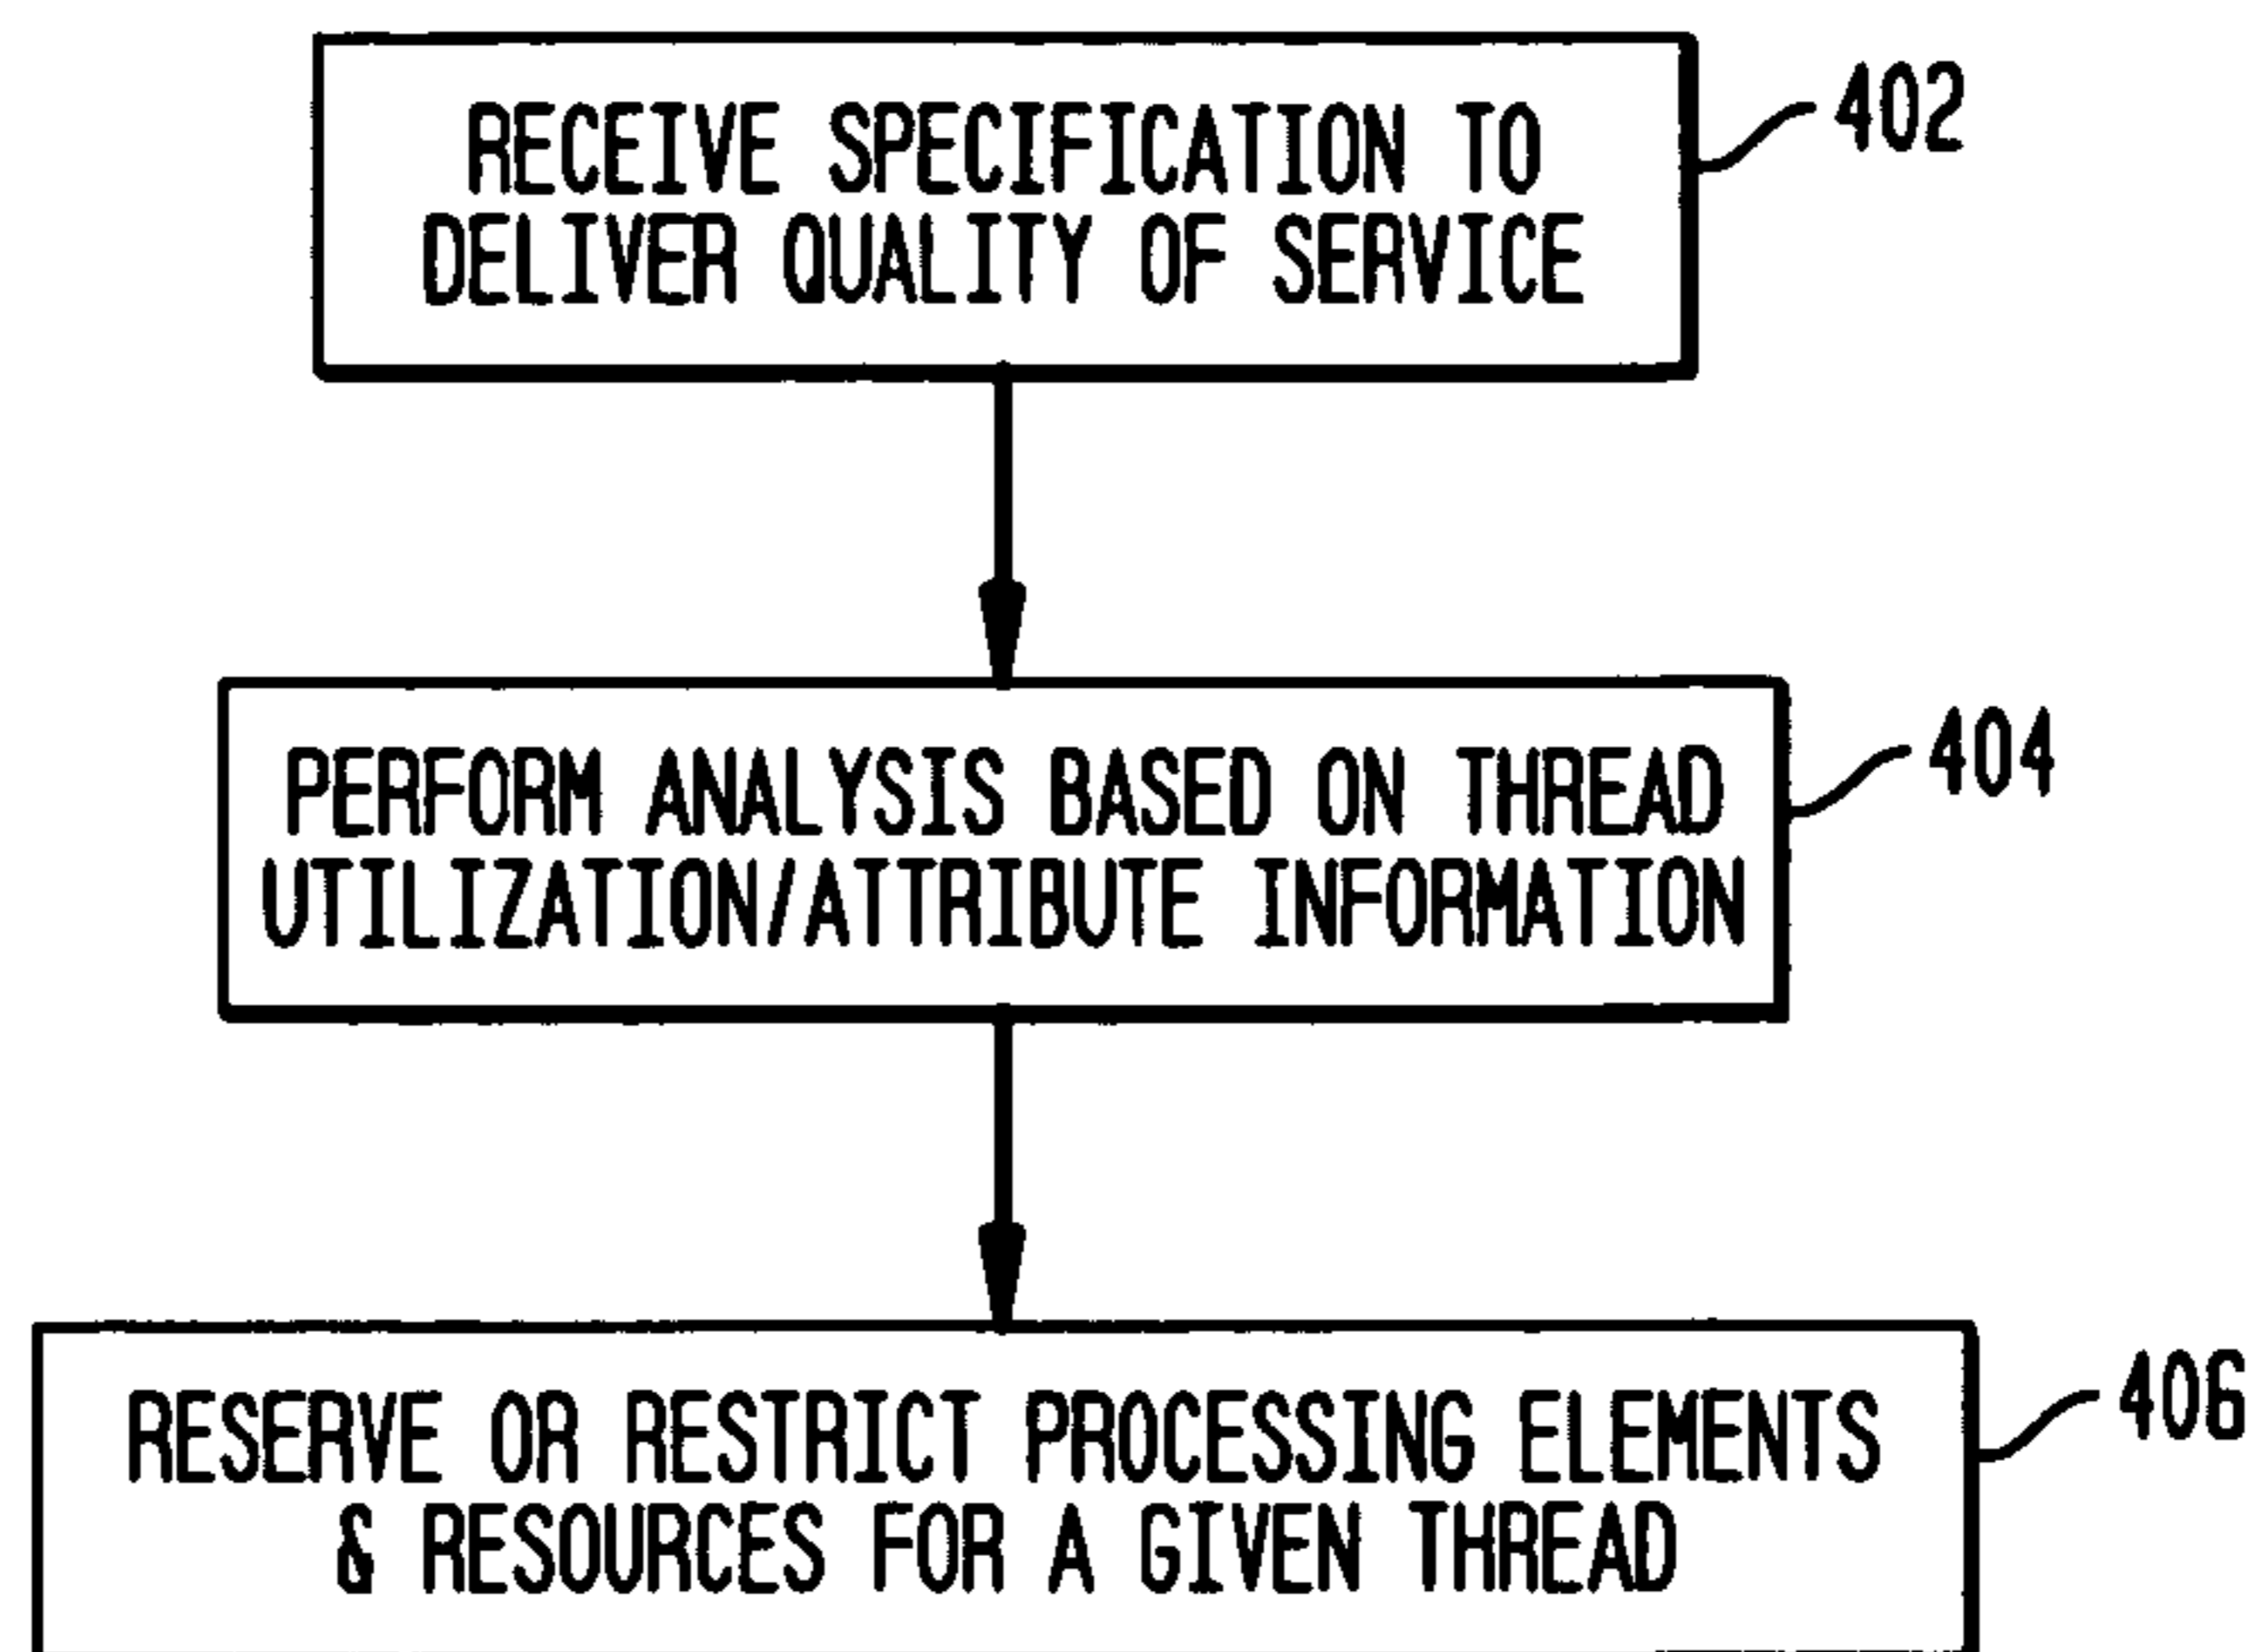 RECEIVE SPECIFICATION TO
DELIVER QUALITY OF SERVICE
402
PERFORM ANALYSIS BASED ON THREAD
UTILIZATION/ATTRIBUTE INFORMATION
404
RESERVE OR RESTRICT PROCESSING ELEMENTS
& RESOURCES FOR A GIVEN THREAD
406